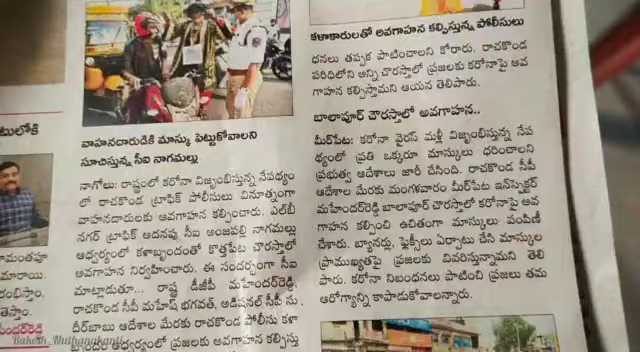 టులోకి
మారాయి.
రంభిస్తాం.
తెస్తాం.
హేందర్‌రెడ్డి
వాహనదారుడికి మాస్కు పెట్టుకోవాలని
సూచిస్తున్న సీఐ నాగమల్లు
నాగోలు: రాష్ట్రంలో కరోనా విజృంభిస్తున్న నేపథ్యం
లో రాచకొండ ట్రాఫిక్ పోలీసులు వినూత్నంగా
వాహనదారులకు అవగాహన కల్పించారు. ఎల్‌బీ
నగర్ ట్రాఫిక్ అదనపు సీఐ అంజపల్లి నాగమల్లు
ఆధ్వర్యంలో కళాబృందంతో కొత్తపేట చౌరస్తాలో
అవగాహన నిర్వహించారు. ఈ సందర్భంగా సీఐ
మాట్లాడుతూ... రాష్ట్ర డీజీపీ మహేందర్‌రెడ్డి,
రాచకొండ సీపీ మహేష్ భగవత్, అడిషనల్ సీపీ సు
దీర్‌బాబు ఆదేశాల మేరకు రాచకొండ పోలీసు కళా
బృందం ఆధ్వర్యంలో ప్రజలకు అవగాహన కల్పిస్తు
కళాకారులతో అవగాహన కల్పిస్తున్న పోలీసులు
ధనలు తప్పక పాటించాలని కోరారు. రాచకొండ
పరిధిలోని అన్ని చౌరస్తాల్లో ప్రజలకు కరోనాపై అవ
గాహన కల్పిస్తామని ఆయన తెలిపారు.
బాలాపూర్ చౌరస్తాలో అవగాహన..
మీర్‌పేట: కరోనా వైరస్ మళ్లీ విజృంభిస్తున్న నేప
థ్యంలో ప్రతి ఒక్కరూ మాస్కులు ధరించాలని
ప్రభుత్వ ఆదేశాలు జారీ చేసింది. రాచకొండ సీపీ
ఆదేశాల మేరకు మంగళవారం మీర్‌పేట ఇన్‌స్పెక్టర్
మహేందర్‌రెడ్డి బాలాపూర్ చౌరస్తాలో కరోనాపై అవ
గాహన కల్పించి ఉచితంగా మాస్కులు పంపిణీ
చేశారు. బ్యానర్లు, ఫ్లెక్సీలు ఏర్పాటు చేసి మాస్కుల
ప్రాముఖ్యతపై ప్రజలకు వివరిస్తున్నామని తెలి
పారు. కరోనా నిబంధనలు పాటించి ప్రజలు తమ
ఆరోగ్యాన్ని కాపాడుకోవాలన్నారు.